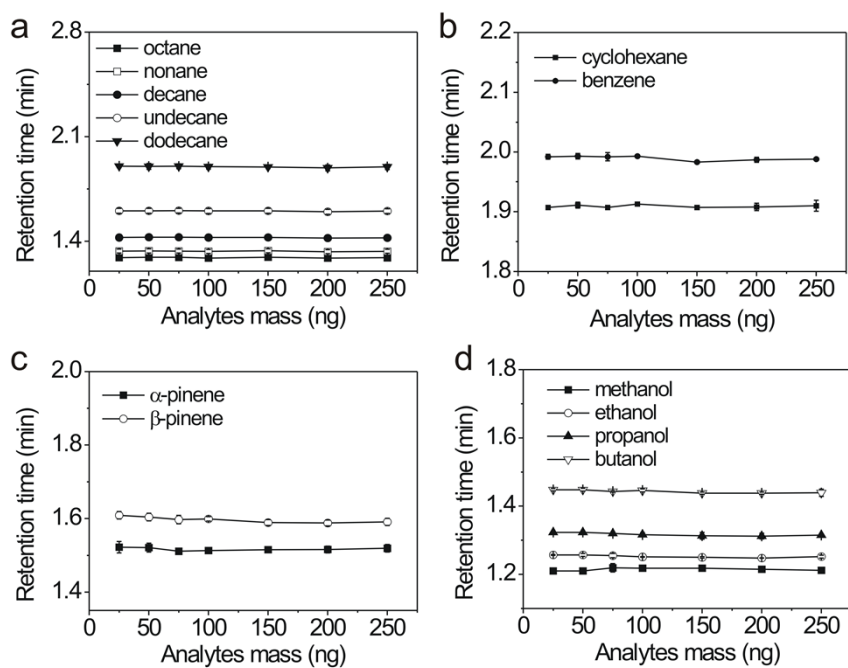 a
octane
nonane
decane
undecane
dodecane
2.8
2.1
1.4
Retention time (min)
0 50 100 150 200 250
Analytes mass (ng)
b
cyclohexane
benzene
2.2
2.1
2.0
1.9
1.8
Retention time (min)
0 50 100 150 200 250
Analytes mass (ng)
c
α-pinene
β-pinene
2.0
1.8
1.6
1.4
Retention time (min)
0 50 100 150 200 250
Analytes mass (ng)
d
methanol
ethanol
propanol
butanol
1.8
1.6
1.4
1.2
Retention time (min)
0 50 100 150 200 250
Analytes mass (ng)